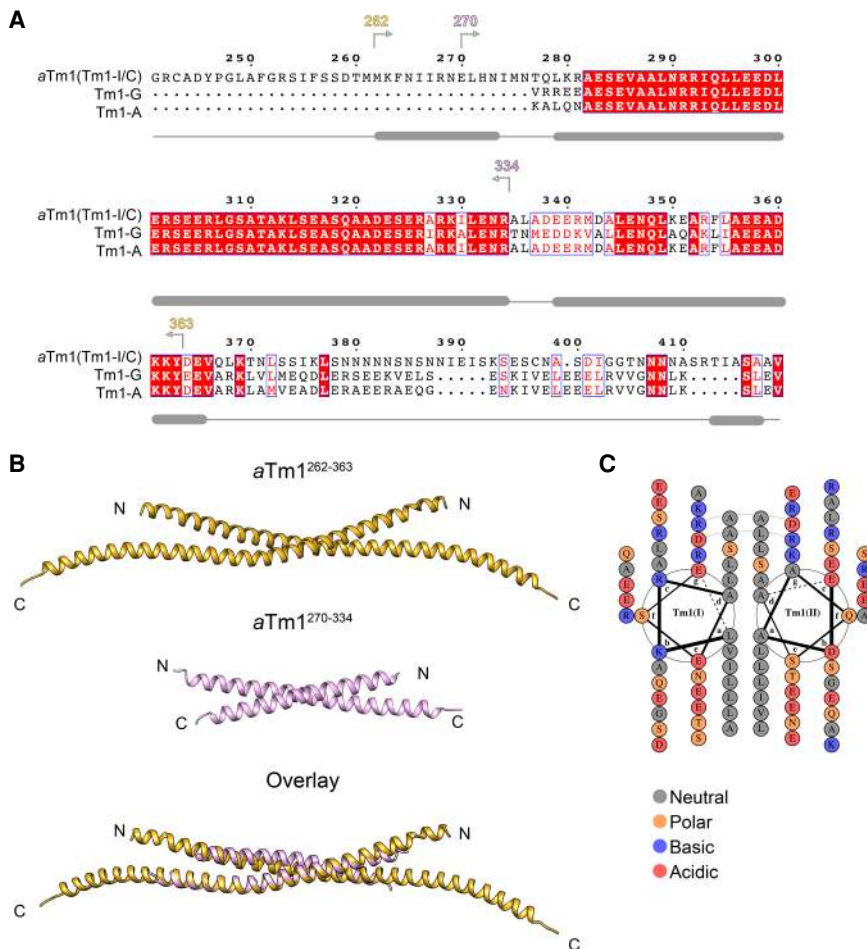 A
262 270
250 260 270 280 290 300
aTm1(Tm1-I/C) GRCADYPGLAFGRSIFSSDTMMKFNIIRNELHNIMNTQLKRAESEVAALNRRIQLLEEDL
Tm1-G ....................................VRREEAESEVAALNRRIQLLEEDL
Tm1-A ....................................KALQNAESEVAALNRRIQLLEEDL
334
310 320 330 340 350 360
aTm1(Tm1-I/C) ERSEERLGSATAKLSEASQAADESERARKILENRALADEERMDALENQLKEARFLAEEAD
Tm1-G ERSEERLGSATAKLSEASQAADESERIRKALENRTNMEDDKVALLENQLAQAKLIAEEAD
Tm1-A ERSEERLGSATAKLSEASQAADESERARKILENRALADEERMDALENQLKEARFLAEEAD
363
370 380 390 400 410
aTm1(Tm1-I/C) KKYDEVQLKTNLSSIKLSNNNNNSNSNNIEISKSESCNA.SDIGGTNNNNASRTIASAAV
Tm1-G KKYEEVARKLVLMEQDLERSEEKVELS.....ESKIVELEEELRVVGNNLK.....SLEV
Tm1-A KKYDEVARKLAMVEADLERAEERAEQG.....ENKIVELEEELRVVGNNLK.....SLEV
B
aTm1262-363
N N
C C
aTm1270-334
N N
C C
Overlay
N N
C C
C
Tm1(I) Tm1(II)
Neutral
Polar
Basic
Acidic